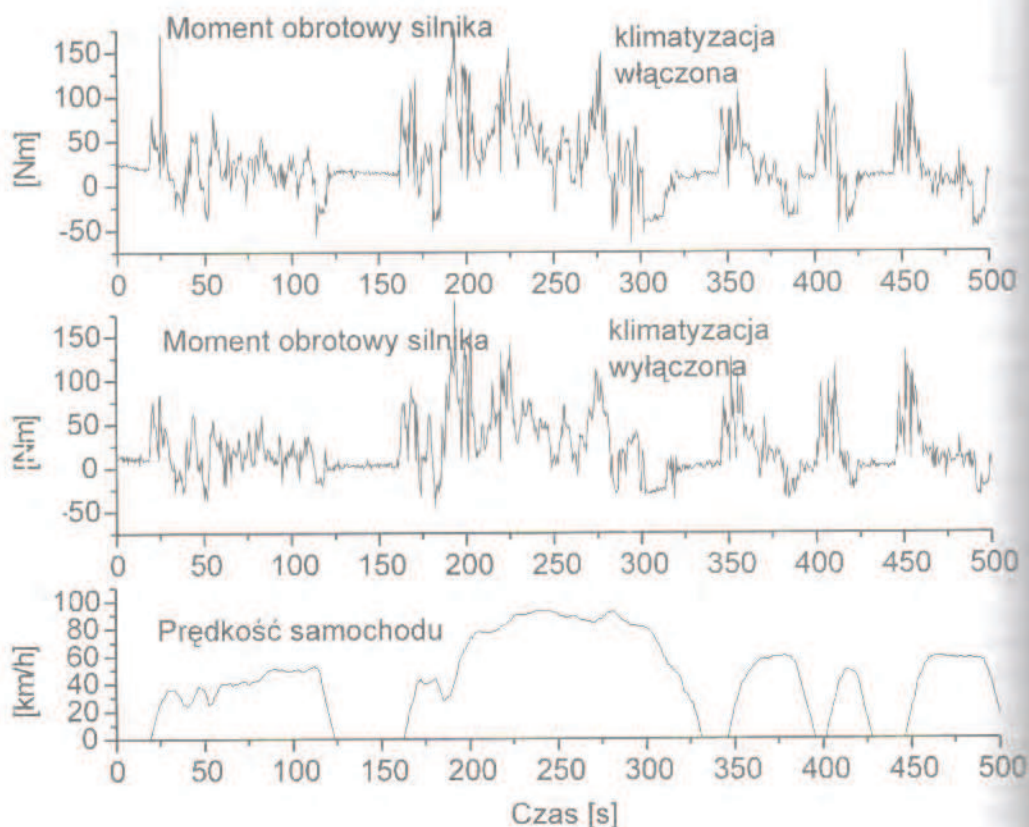 Moment obrotowy silnika
klimatyzacja
włączona
[Nm]
150
100
50
0
-50
0 50 100 150 200 250 300 350 400 450 500
Moment obrotowy silnika
klimatyzacja
wyłączona
[Nm]
150
100
50
0
-50
0 50 100 150 200 250 300 350 400 450 500
Prędkość samochodu
[km/h]
100
80
60
40
20
0
0 50 100 150 200 250 300 350 400 450 500
Czas [s]